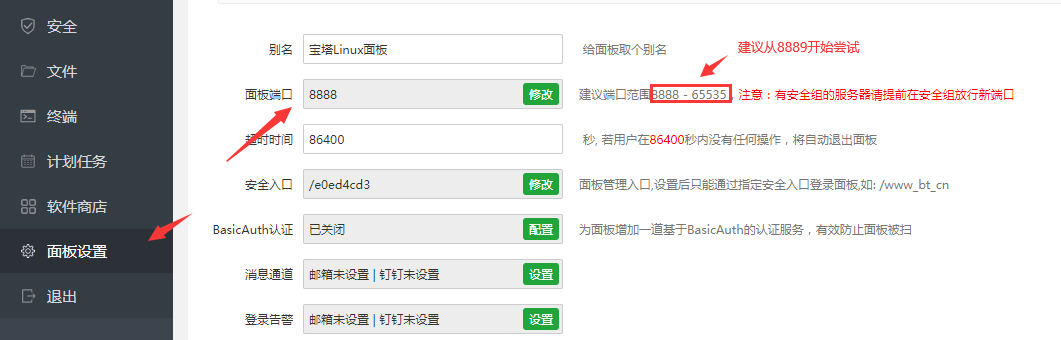 安全
文件
终端
计划任务
软件商店
面板设置
退出
建议从8889开始尝试
别名 宝塔Linux面板 给面板取个别名
面板端口 8888 修改 建议端口范围8888 - 65535，注意：有安全组的服务器请提前在安全组放行新端口
超时时间 86400 秒, 若用户在86400秒内没有任何操作，将自动退出面板
安全入口 /e0ed4cd3 修改 面板管理入口,设置后只能通过指定安全入口登录面板,如: /www_bt_cn
BasicAuth认证 已关闭 配置 为面板增加一道基于BasicAuth的认证服务，有效防止面板被扫
消息通道 邮箱未设置 | 钉钉未设置 设置
登录告警 邮箱未设置 | 钉钉未设置 设置